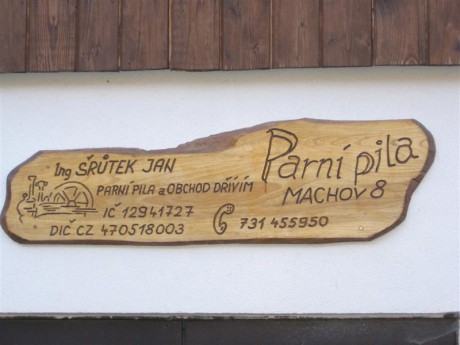 Ing ŠRŮTEK JAN
PARNÍ PILA a OBCHOD DŘÍVÍM
IČ 12941727
DIČ CZ 470518003
Parní pila
MACHOV 8
731 455950